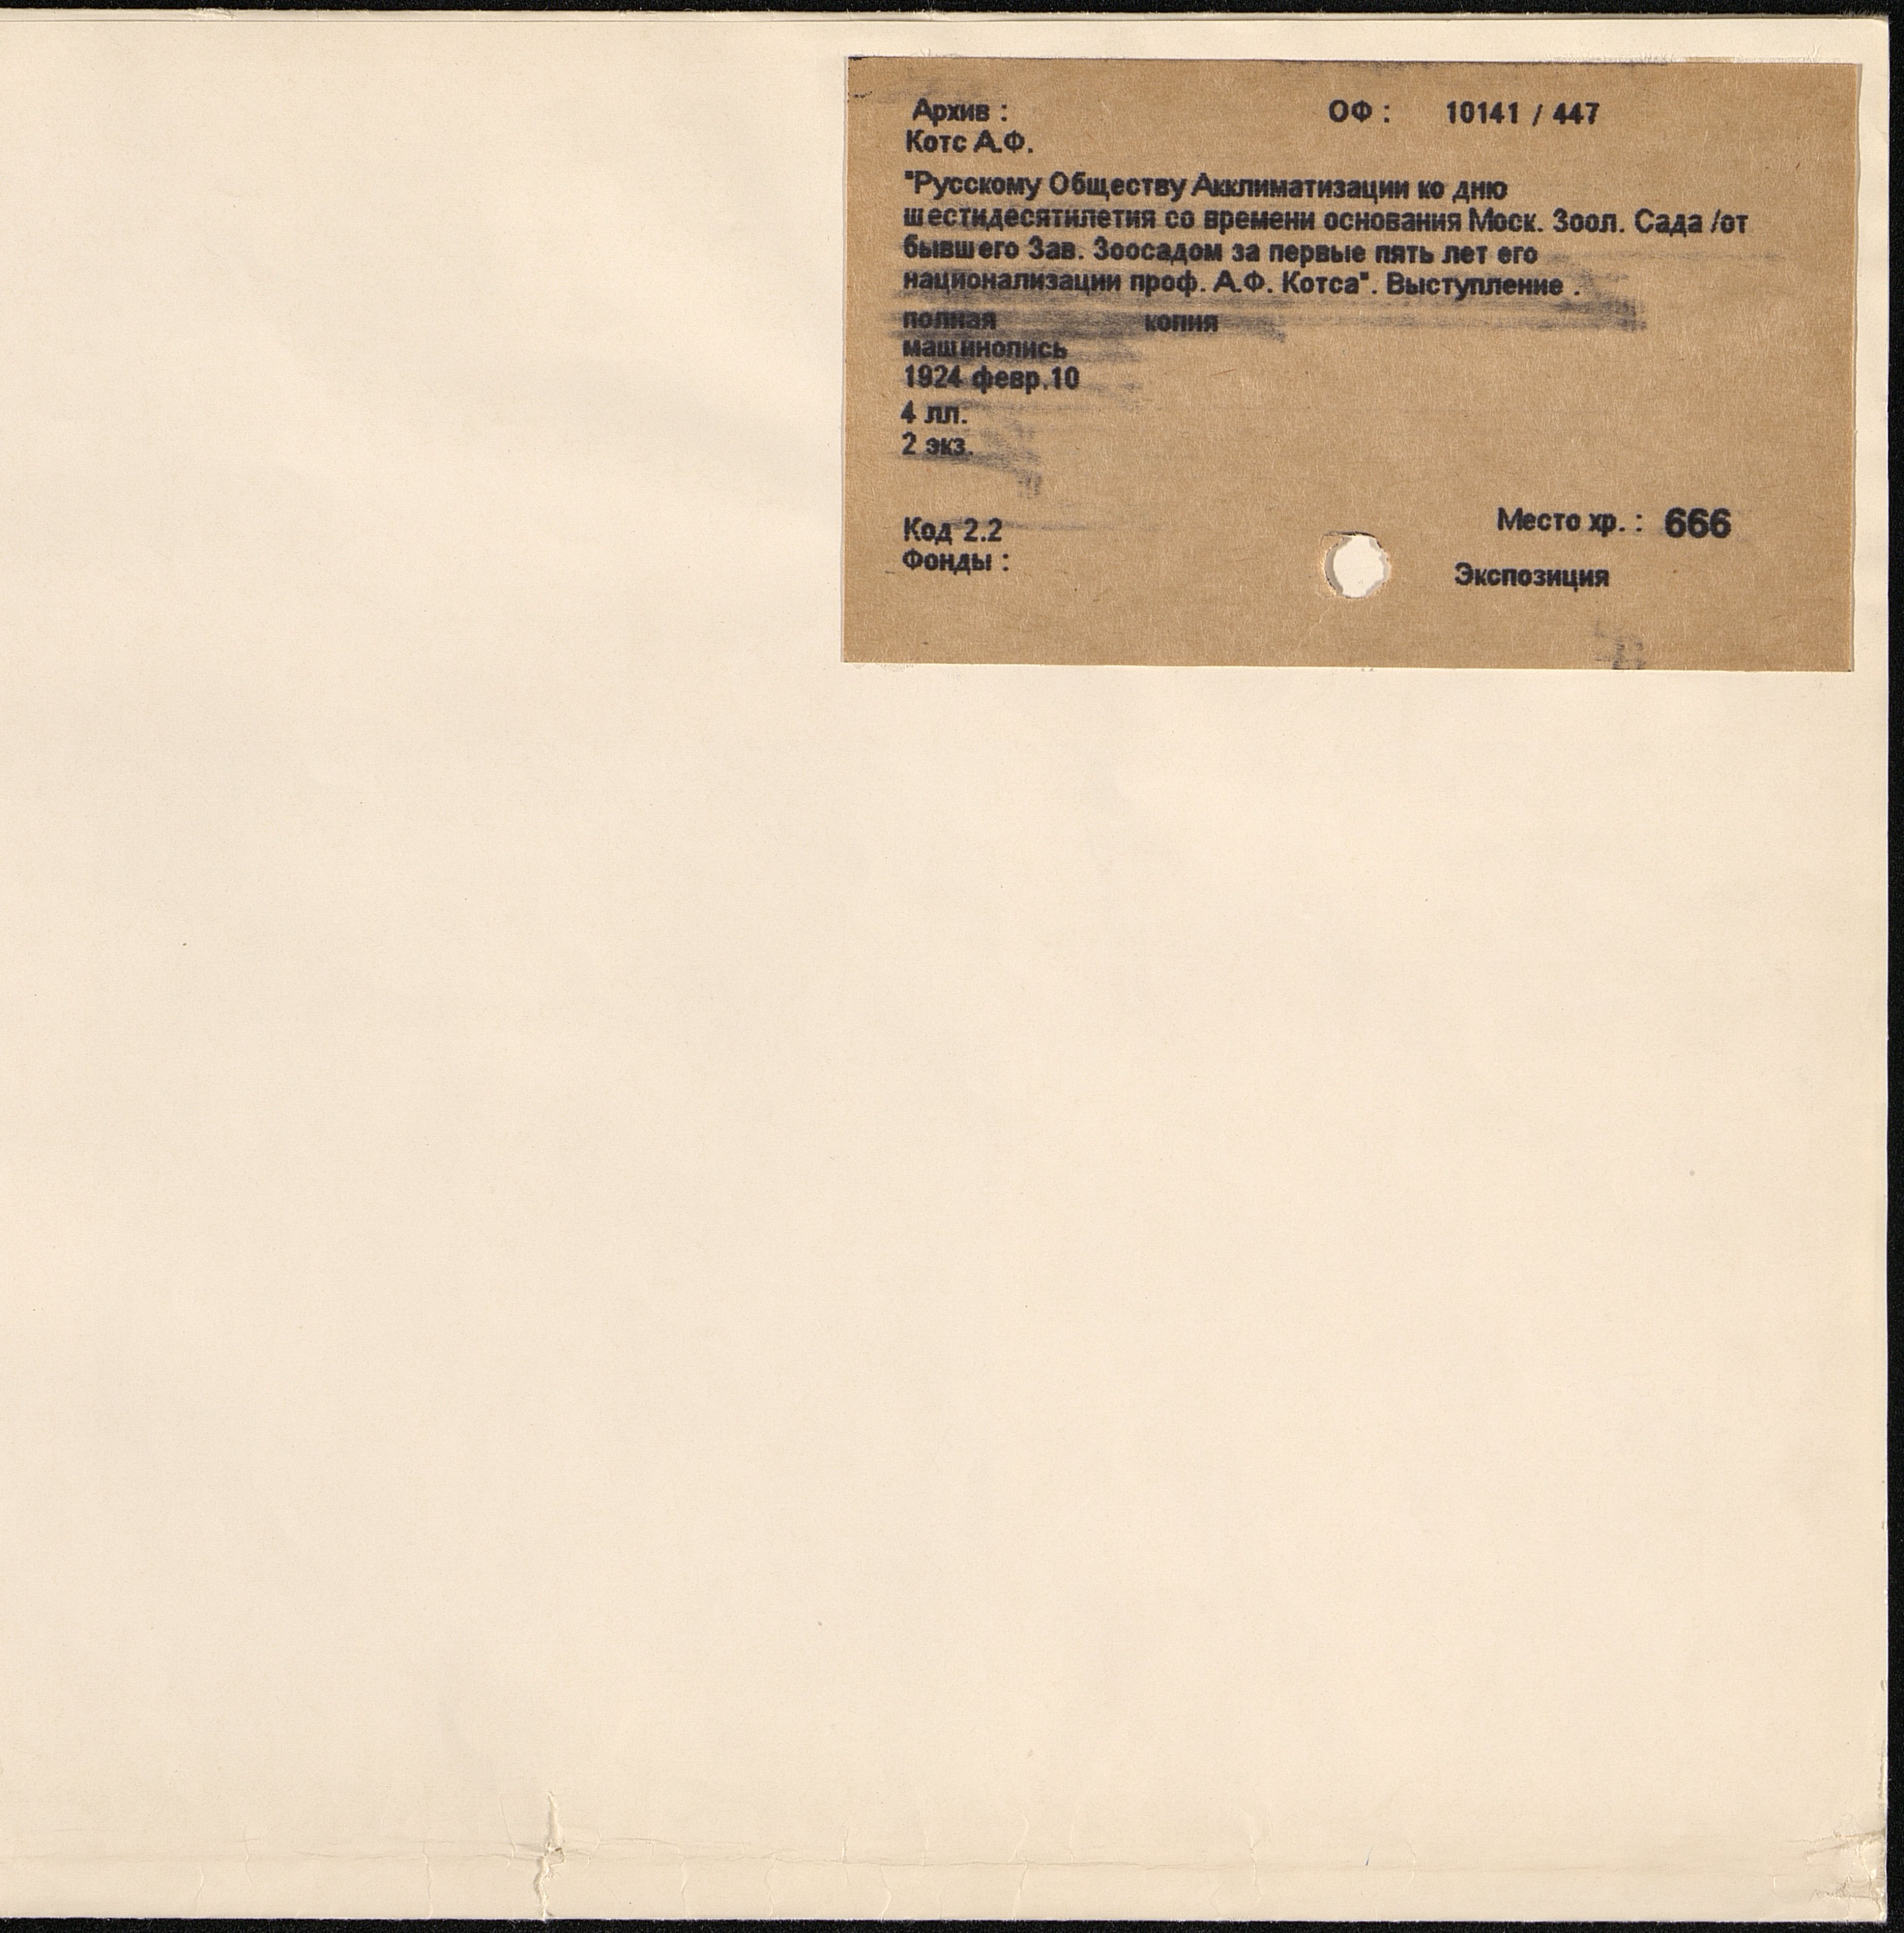 Архив : ОФ : 10141 / 447
Котс А.Ф.
"Русскому Обществу Акклиматизации ко дню
шестидесятилетия со времени основания Моск. Зоол. Сада /от
бывшего Зав. Зоосадом за первые пять лет его
национализации проф. А.Ф. Котса". Выступление .
полная копия
машинопись
1924 февр.10
4 лл.
2 экз.
Место хр. : 666
Код 2.2
Фонды :
Экспозиция